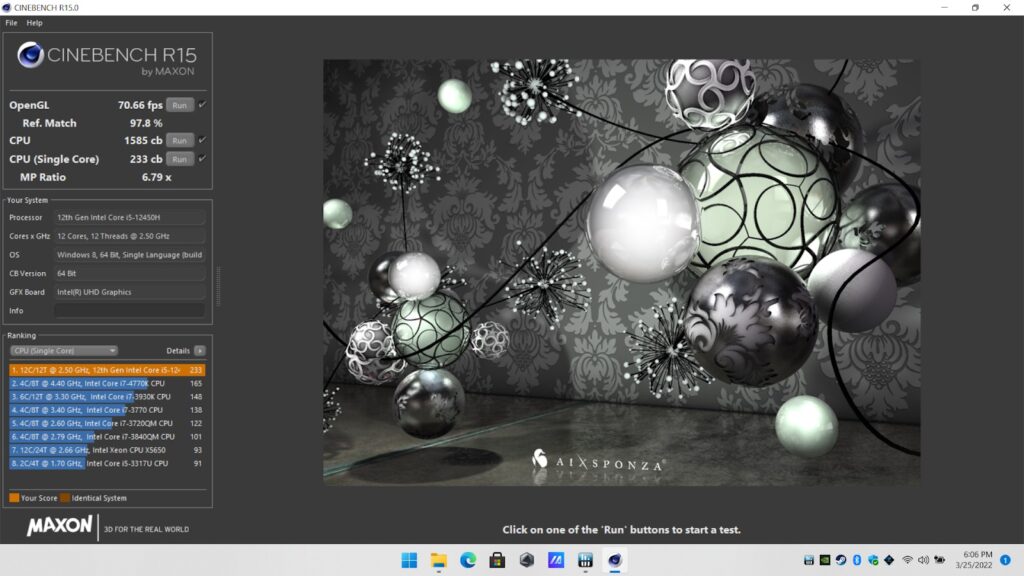 CINEBENCH R15.0
File Help
CINEBENCH R15
by MAXON
OpenGL 70.66 fps Run
Ref. Match 97.8 %
CPU 1585 cb Run
CPU (Single Core) 233 cb Run
MP Ratio 6.79 x
Your System
Processor 12th Gen Intel Core i5-12450H
Cores x GHz 12 Cores, 12 Threads @ 2.50 GHz
OS Windows 8, 64 Bit, Single Language (build
CB Version 64 Bit
GFX Board Intel(R) UHD Graphics
Info
Ranking
CPU (Single Core) Details
1. 12C/12T @ 2.50 GHz, 12th Gen Intel Core i5-124 233
2. 4C/8T @ 4.40 GHz, Intel Core i7-4770K CPU 165
3. 6C/12T @ 3.30 GHz, Intel Core i7-3930K CPU 148
4. 4C/8T @ 3.40 GHz, Intel Core i7-3770 CPU 138
5. 4C/8T @ 2.60 GHz, Intel Core i7-3720QM CPU 122
6. 4C/8T @ 2.79 GHz, Intel Core i7-3840QM CPU 101
7. 12C/24T @ 2.66 GHz, Intel Xeon CPU X5650 93
8. 2C/4T @ 1.70 GHz, Intel Core i5-3317U CPU 91
Your Score Identical System
MAXON 3D FOR THE REAL WORLD
AIXSPONZA®
Click on one of the 'Run' buttons to start a test.
6:06 PM
3/25/2022
1